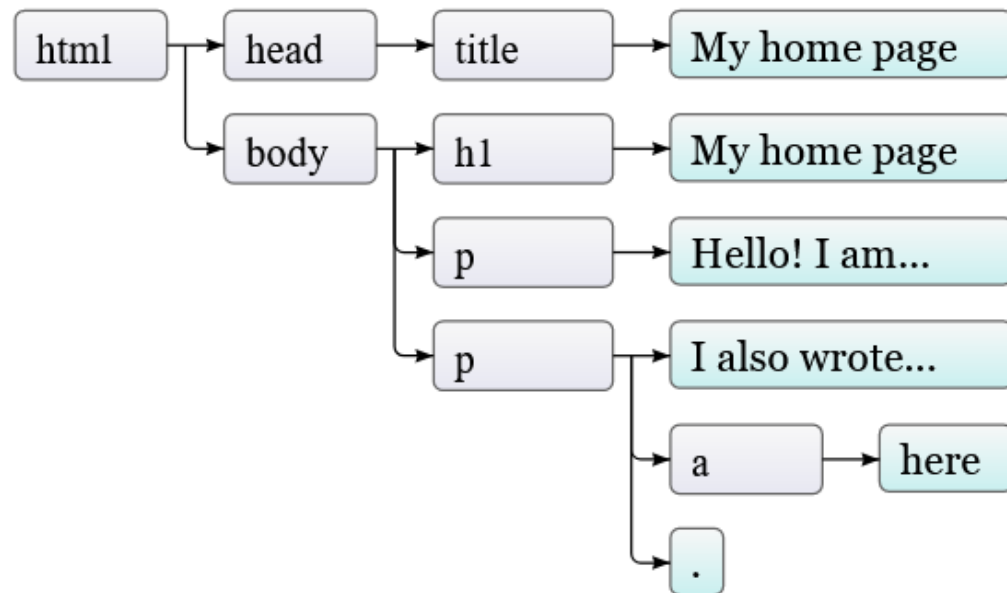 html head title My home page
body h1 My home page
p Hello! I am...
p I also wrote...
a here
.